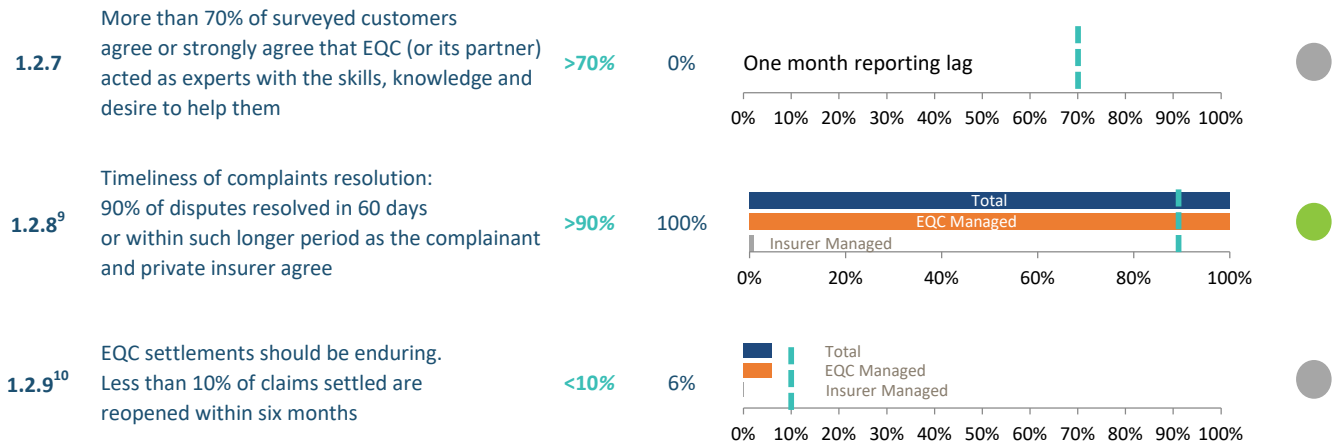 More than 70% of surveyed customers
agree or strongly agree that EQC (or its partner)
1.2.7 acted as experts with the skills, knowledge and >70% 0% One month reporting lag
desire to help them
0% 10% 20% 30% 40% 50% 60% 70% 80% 90% 100%
Timeliness of complaints resolution:
90% of disputes resolved in 60 days
1.2.8⁹ or within such longer period as the complainant >90% 100%
and private insurer agree
Total
EQC Managed
Insurer Managed
0% 20% 40% 60% 80% 100%
EQC settlements should be enduring.
1.2.9¹⁰ Less than 10% of claims settled are <10% 6%
reopened within six months
Total
EQC Managed
Insurer Managed
0% 10% 20% 30% 40% 50% 60% 70% 80% 90% 100%